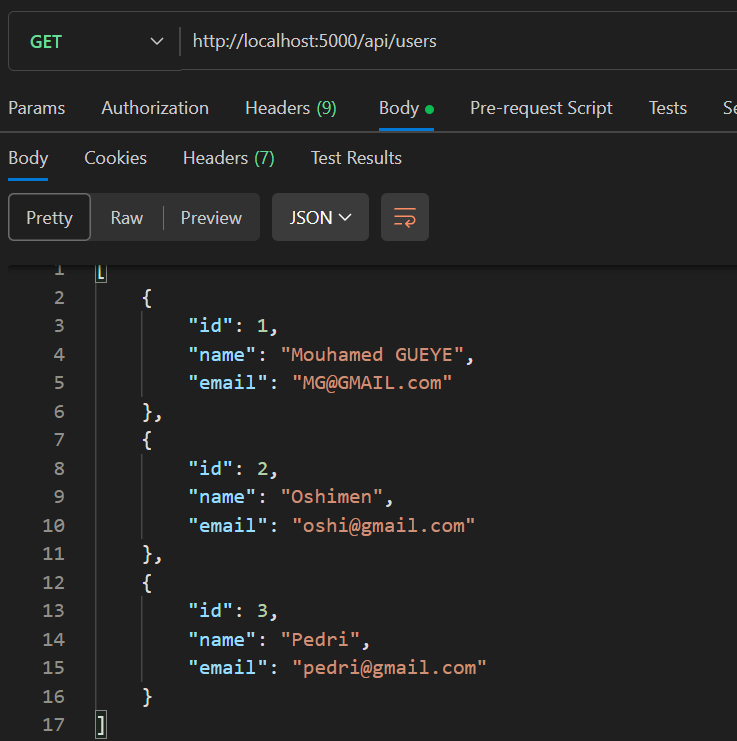 GET http://localhost:5000/api/users
Params Authorization Headers (9) Body Pre-request Script Tests
Body Cookies Headers (7) Test Results
Pretty Raw Preview JSON
1 [
2 {
3 "id": 1,
4 "name": "Mouhamed GUEYE",
5 "email": "MG@GMAIL.com"
6 },
7 {
8 "id": 2,
9 "name": "Oshimen",
10 "email": "oshi@gmail.com"
11 },
12 {
13 "id": 3,
14 "name": "Pedri",
15 "email": "pedri@gmail.com"
16 }
17 ]